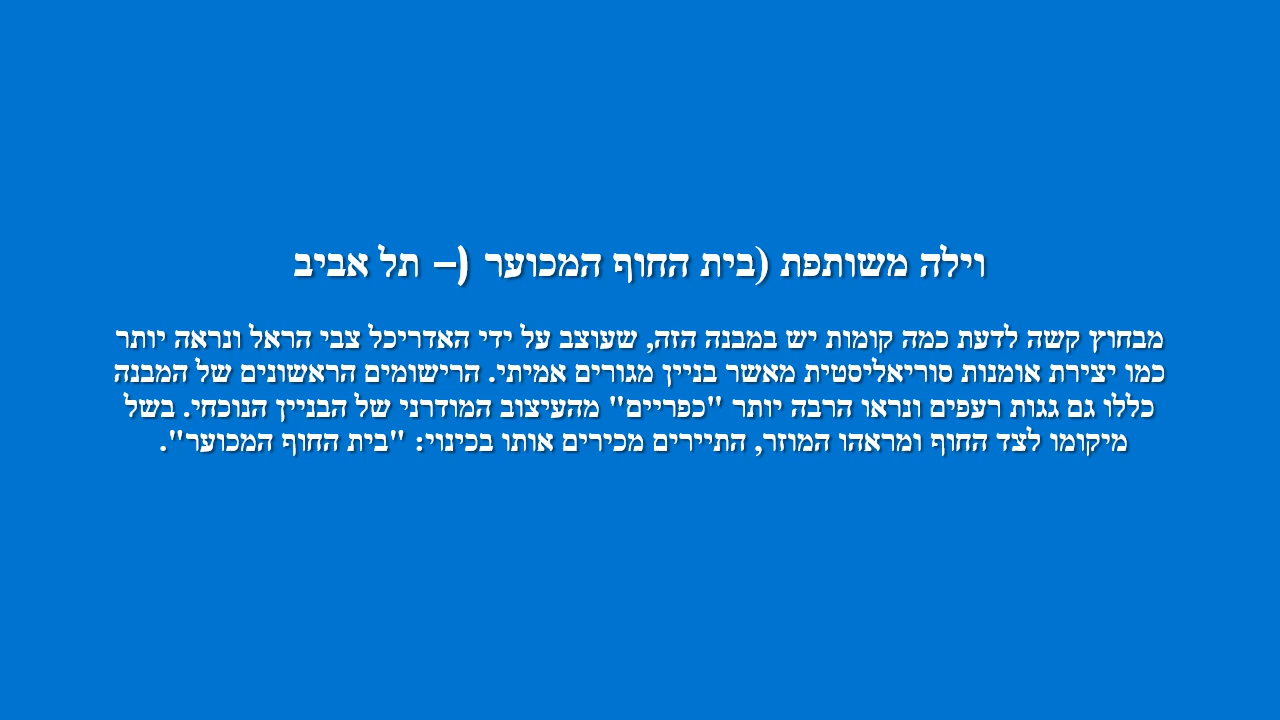 וילה משותפת (בית החוף המכוער (– תל אביב
מבחוץ קשה לדעת כמה קומות יש במבנה הזה, שעוצב על ידי האדריכל צבי הראל ונראה יותר
כמו יצירת אומנות סוריאליסטית מאשר בניין מגורים אמיתי. הרישומים הראשונים של המבנה
כללו גם גגות רעפים ונראו הרבה יותר "כפריים" מהעיצוב המודרני של הבניין הנוכחי. בשל
מיקומו לצד החוף ומראהו המוזר, התיירים מכירים אותו בכינוי: "בית החוף המכוער".